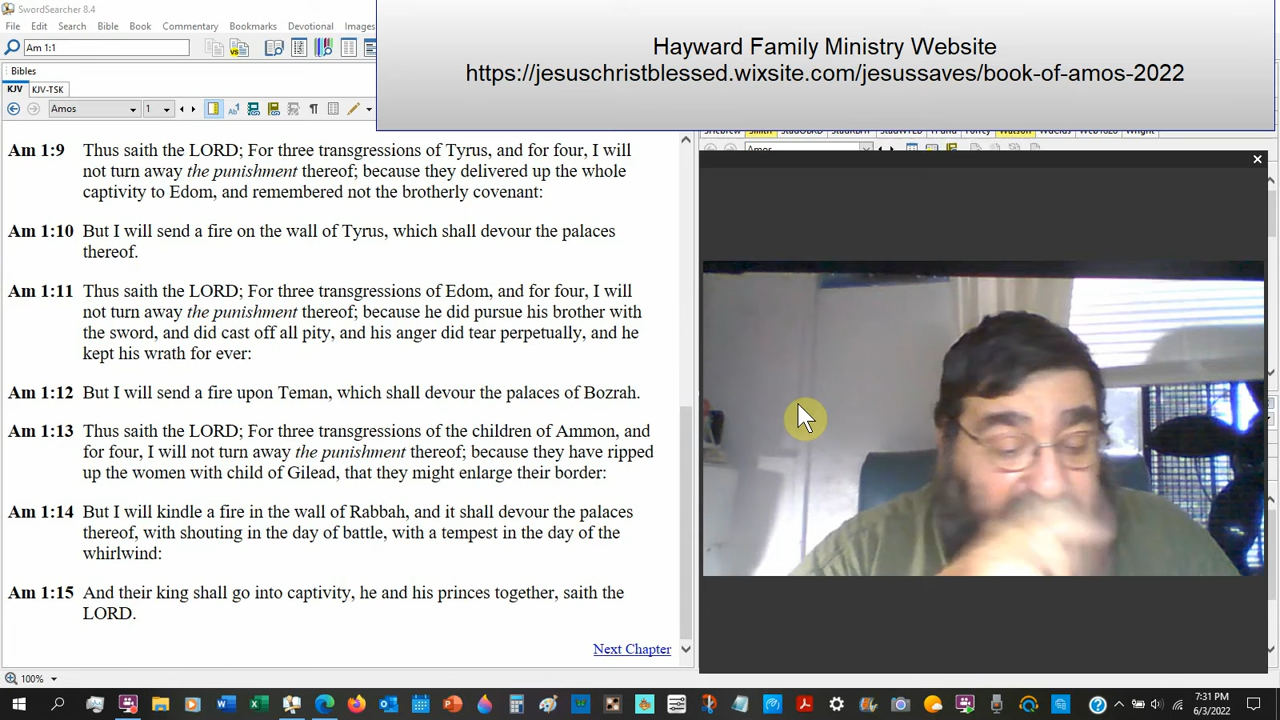 SwordSearcher 8.4
File Edit Search Bible Book Commentary Bookmarks Devotional Images
Hayward Family Ministry Website
https://jesuschristblessed.wixsite.com/jesussaves/book-of-amos-2022
Am 1:1
Bibles
KJV KJV-TSK
Amos 1
Amos
Am 1:9 Thus saith the LORD; For three transgressions of Tyrus, and for four, I will
not turn away the punishment thereof; because they delivered up the whole
captivity to Edom, and remembered not the brotherly covenant:
Am 1:10 But I will send a fire on the wall of Tyrus, which shall devour the palaces
thereof.
Am 1:11 Thus saith the LORD; For three transgressions of Edom, and for four, I will
not turn away the punishment thereof; because he did pursue his brother with
the sword, and did cast off all pity, and his anger did tear perpetually, and he
kept his wrath for ever:
Am 1:12 But I will send a fire upon Teman, which shall devour the palaces of Bozrah.
Am 1:13 Thus saith the LORD; For three transgressions of the children of Ammon, and
for four, I will not turn away the punishment thereof; because they have ripped
up the women with child of Gilead, that they might enlarge their border:
Am 1:14 But I will kindle a fire in the wall of Rabbah, and it shall devour the palaces
thereof, with shouting in the day of battle, with a tempest in the day of the
whirlwind:
Am 1:15 And their king shall go into captivity, he and his princes together, saith the
LORD.
Next Chapter
100%
7:31 PM
6/3/2022